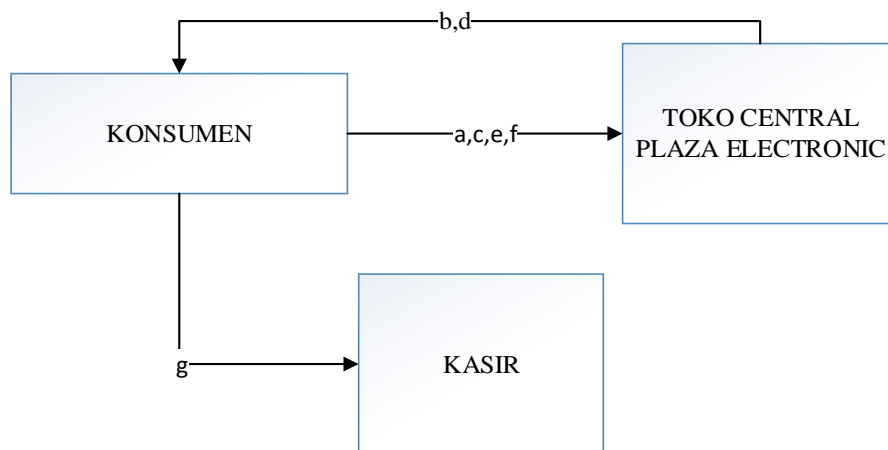 b,d
KONSUMEN
a,c,e,f
TOKO CENTRAL
PLAZA ELECTRONIC
g
KASIR